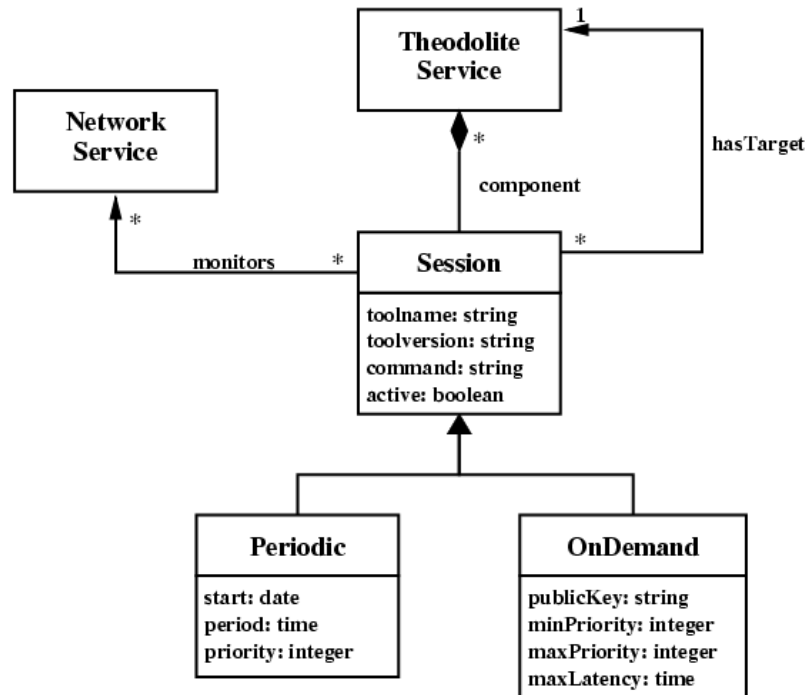 1
Theodolite
Service
Network
Service
*
hasTarget
component
*
*
monitors
*
Session
toolname: string
toolversion: string
command: string
active: boolean
Periodic
start: date
period: time
priority: integer
OnDemand
publicKey: string
minPriority: integer
maxPriority: integer
maxLatency: time